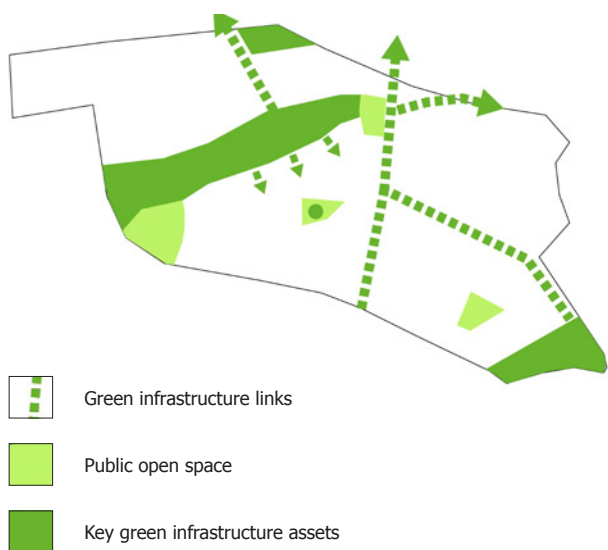 Green infrastructure links
Public open space
Key green infrastructure assets